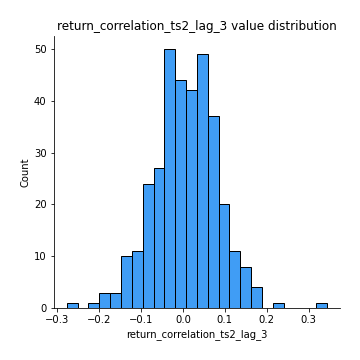 return_correlation_ts2_lag_3 value distribution
50
40
30
20
10
0
Count
−0.3 −0.2 −0.1 0.0 0.1 0.2 0.3
return_correlation_ts2_lag_3